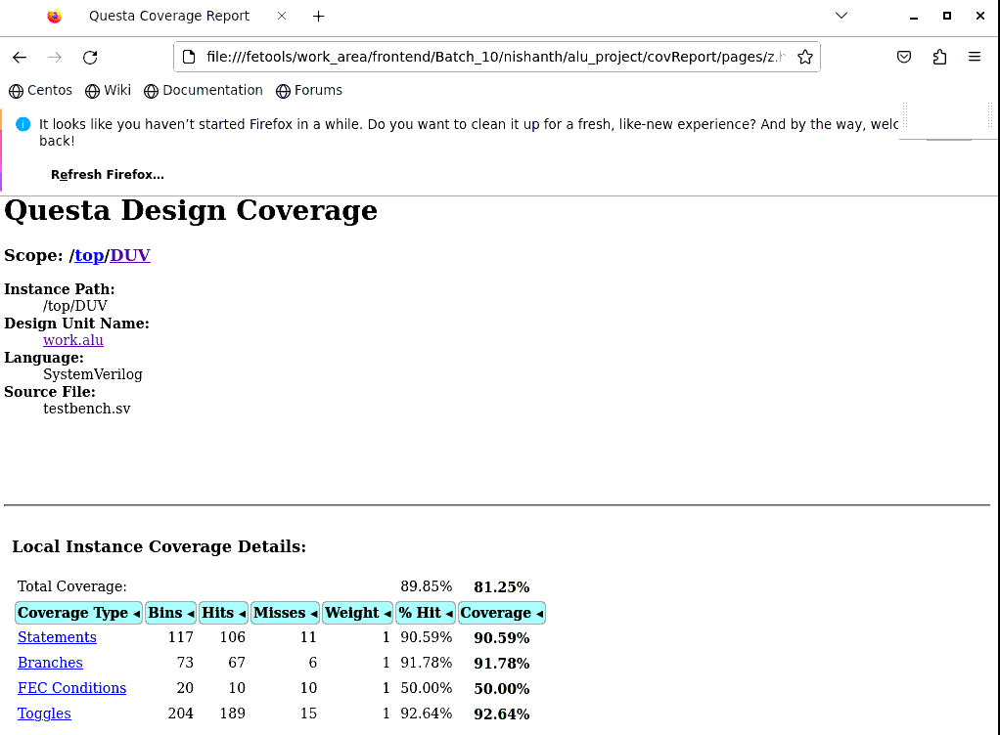 Questa Coverage Report
file:///fetools/work_area/frontend/Batch_10/nishanth/alu_project/covReport/pages/z.h
Centos Wiki Documentation Forums
It looks like you haven’t started Firefox in a while. Do you want to clean it up for a fresh, like-new experience? And by the way, welc
back!
Refresh Firefox...
Questa Design Coverage
Scope: /top/DUV
Instance Path:
/top/DUV
Design Unit Name:
work.alu
Language:
SystemVerilog
Source File:
testbench.sv
Local Instance Coverage Details:
Total Coverage: 89.85% 81.25%
Coverage Type ◄ Bins ◄ Hits ◄ Misses ◄ Weight ◄ % Hit ◄ Coverage ◄
Statements 117 106 11 1 90.59% 90.59%
Branches 73 67 6 1 91.78% 91.78%
FEC Conditions 20 10 10 1 50.00% 50.00%
Toggles 204 189 15 1 92.64% 92.64%